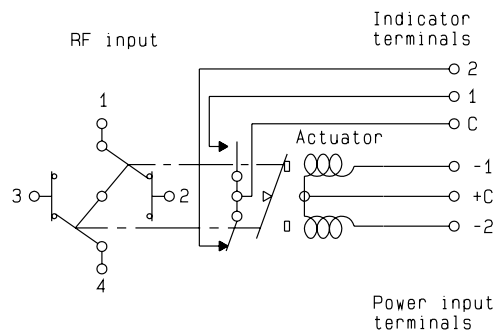 Indicator
terminals
RF input
2
1
1
C
Actuator
-1
3
2
+C
-2
4
Power input
terminals